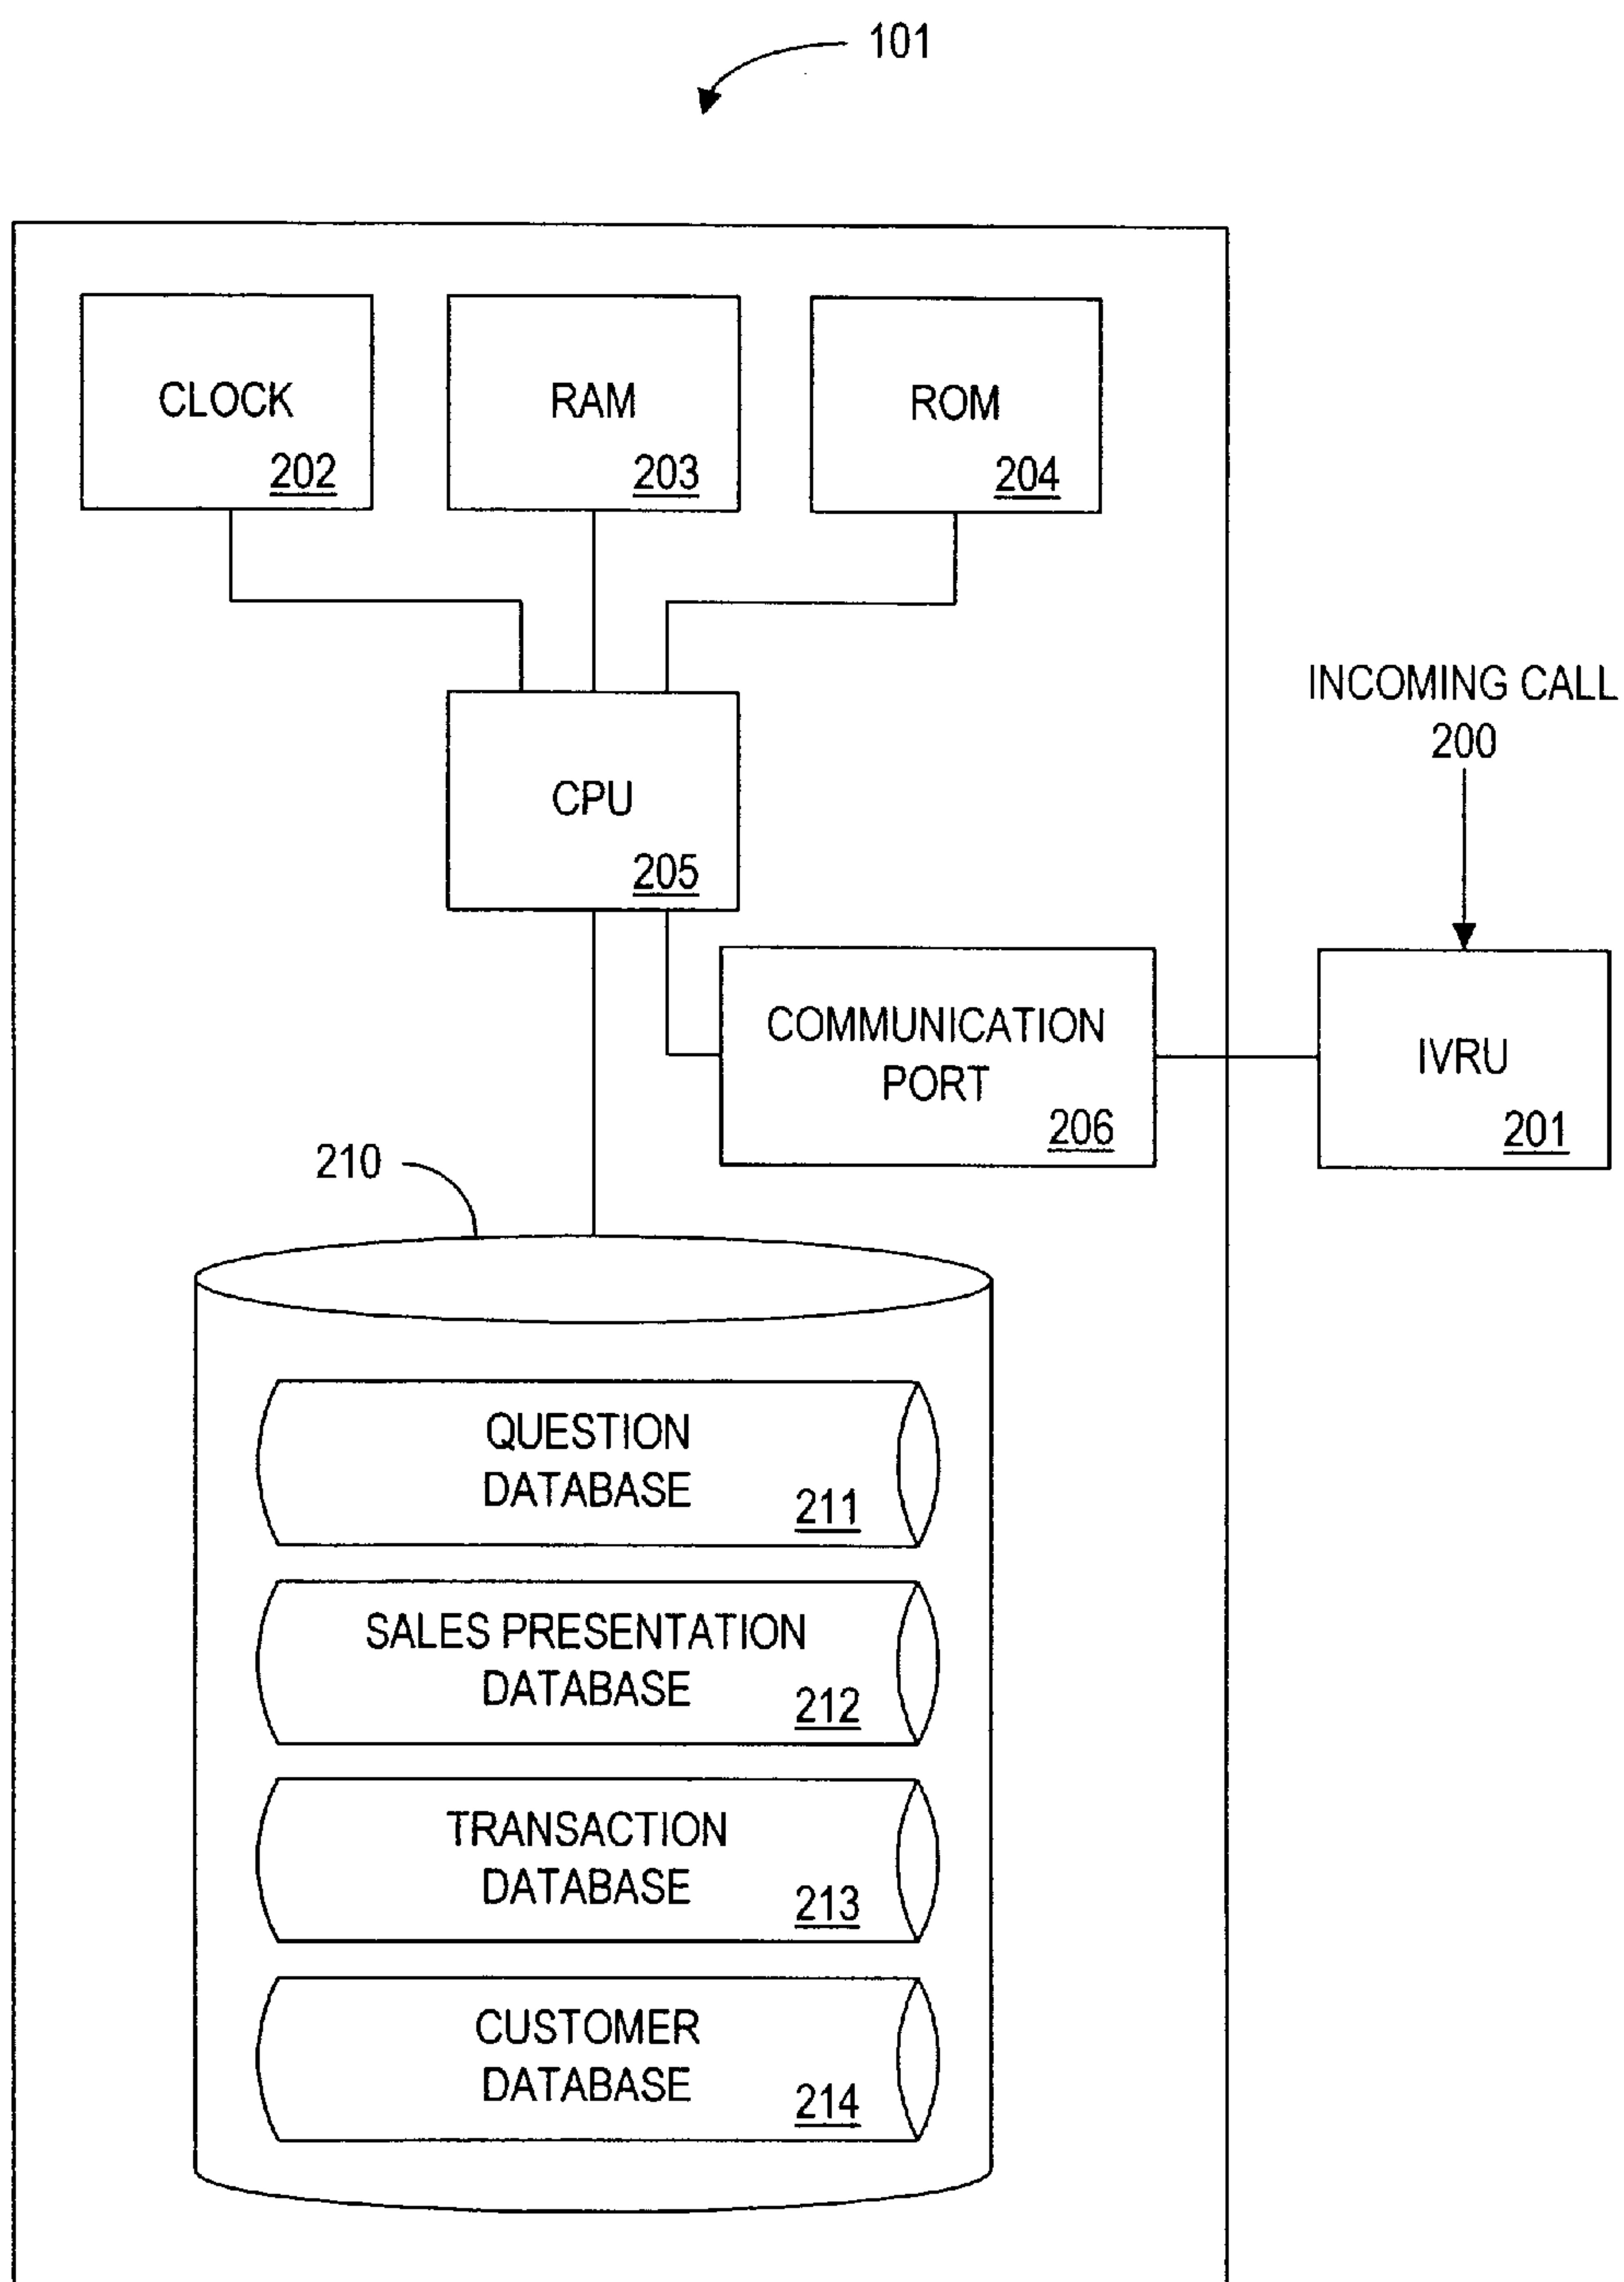 101
CLOCK
202
RAM
203
ROM
204
INCOMING CALL
200
CPU
205
COMMUNICATION
PORT
206
IVRU
201
210
QUESTION
DATABASE
211
SALES PRESENTATION
DATABASE
212
TRANSACTION
DATABASE
213
CUSTOMER
DATABASE
214